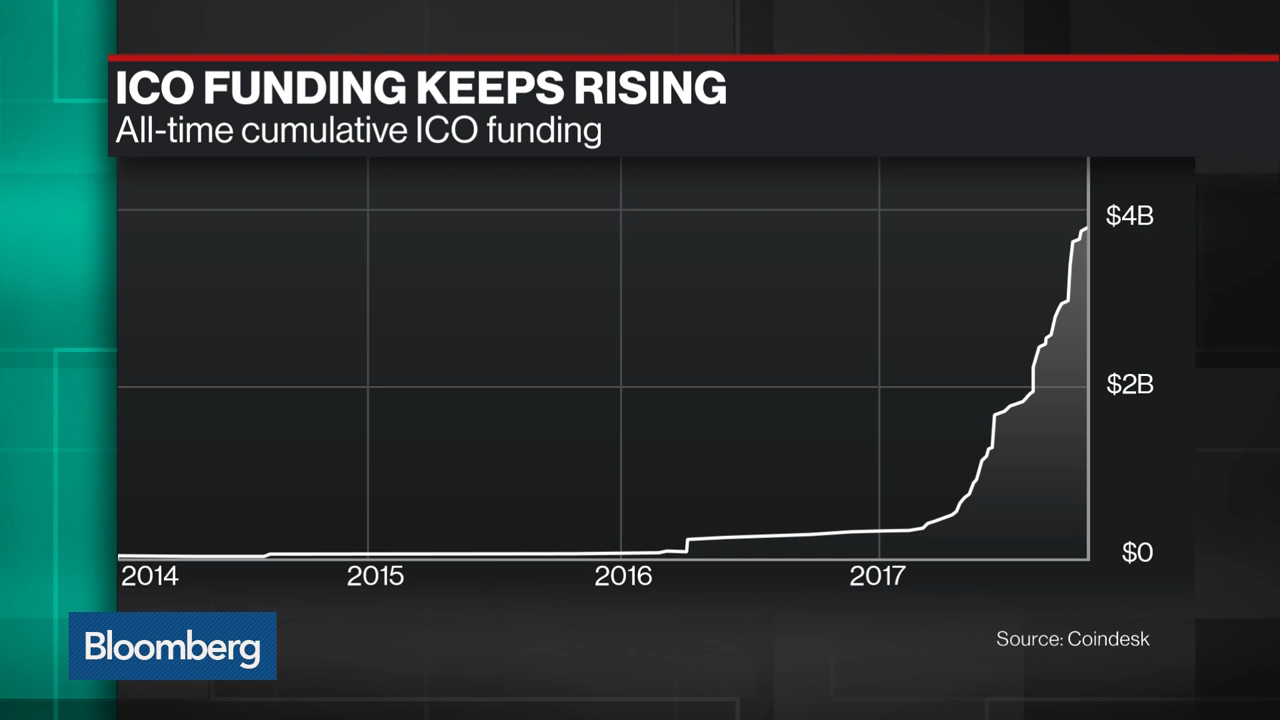 ICO FUNDING KEEPS RISING
All-time cumulative ICO funding
$4B
$2B
$0
2014 2015 2016 2017
Bloomberg
Source: Coindesk